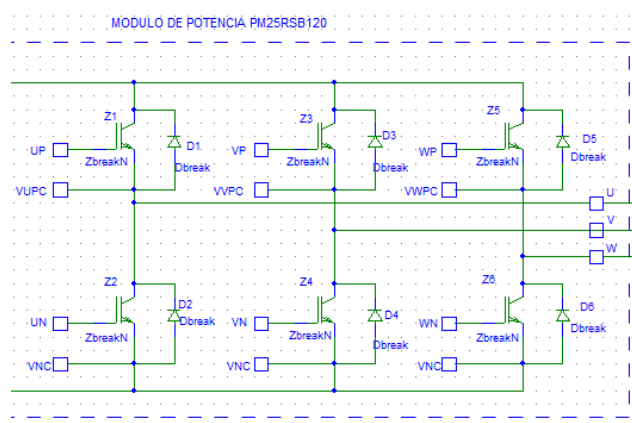 MODULO DE POTENCIA PM25RSB120
Z1
Z3
Z5
UP
D1
VP
D3
WP
D5
ZbreakN
Dbreak
ZbreakN
Dbreak
ZbreakN
Dbreak
VUPC
VVPC
VWPC
U
V
W
Z2
Z4
Z6
UN
D2
VN
D4
WN
D6
ZbreakN
Dbreak
ZbreakN
Dbreak
ZbreakN
Dbreak
VNC
VNC
VNC